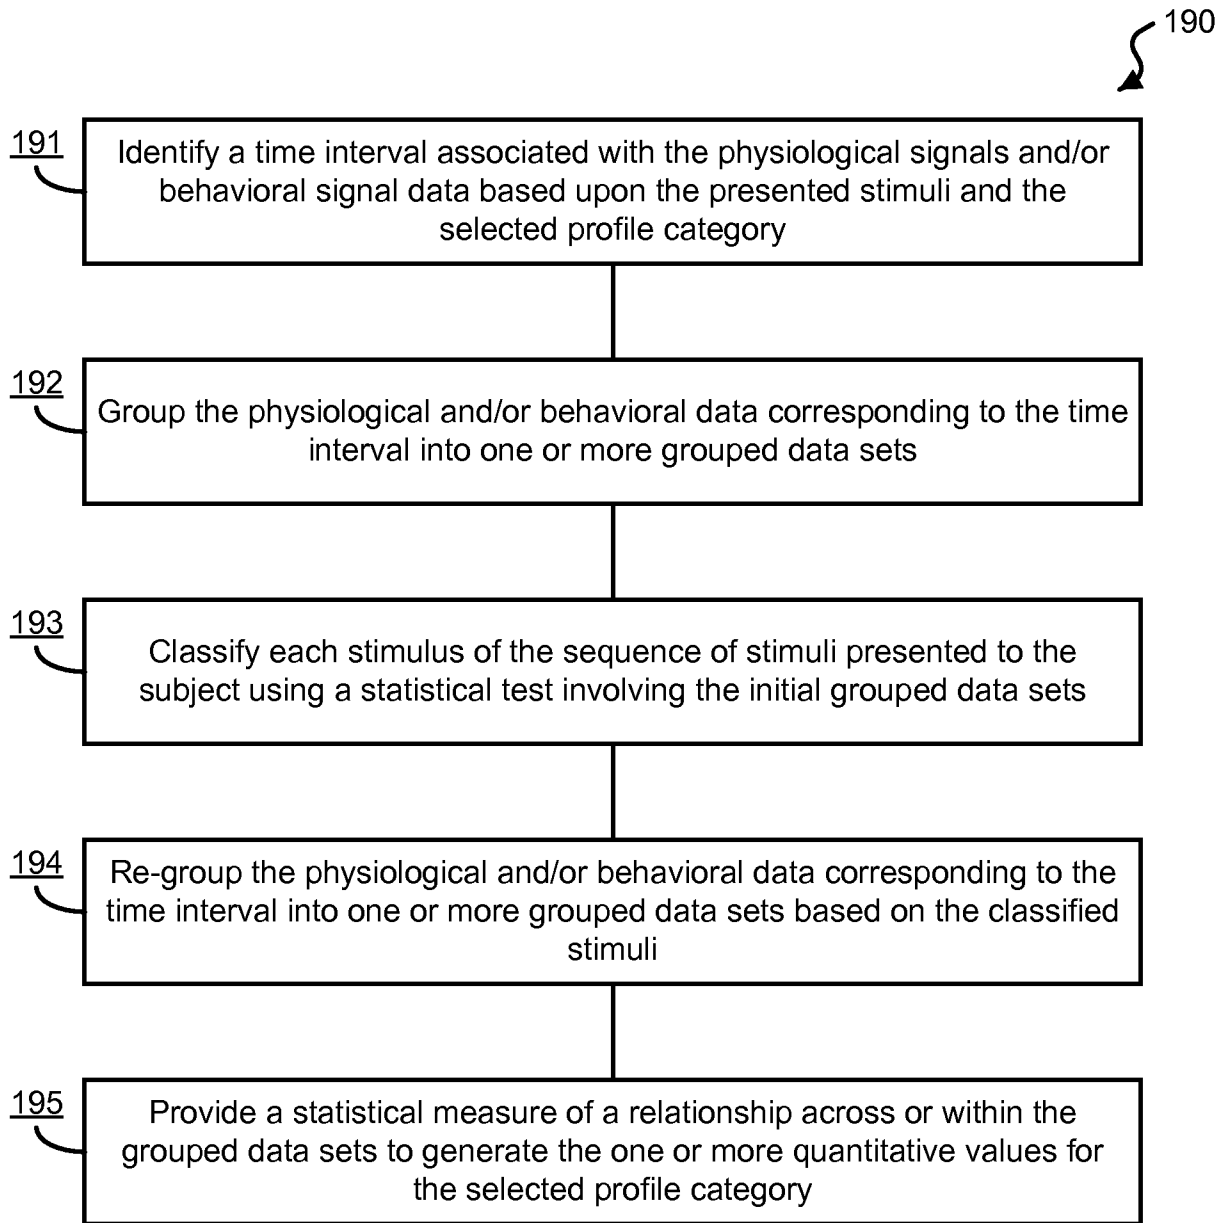 190
191
Identify a time interval associated with the physiological signals and/or
behavioral signal data based upon the presented stimuli and the
selected profile category
192
Group the physiological and/or behavioral data corresponding to the time
interval into one or more grouped data sets
193
Classify each stimulus of the sequence of stimuli presented to the
subject using a statistical test involving the initial grouped data sets
194
Re-group the physiological and/or behavioral data corresponding to the
time interval into one or more grouped data sets based on the classified
stimuli
195
Provide a statistical measure of a relationship across or within the
grouped data sets to generate the one or more quantitative values for
the selected profile category